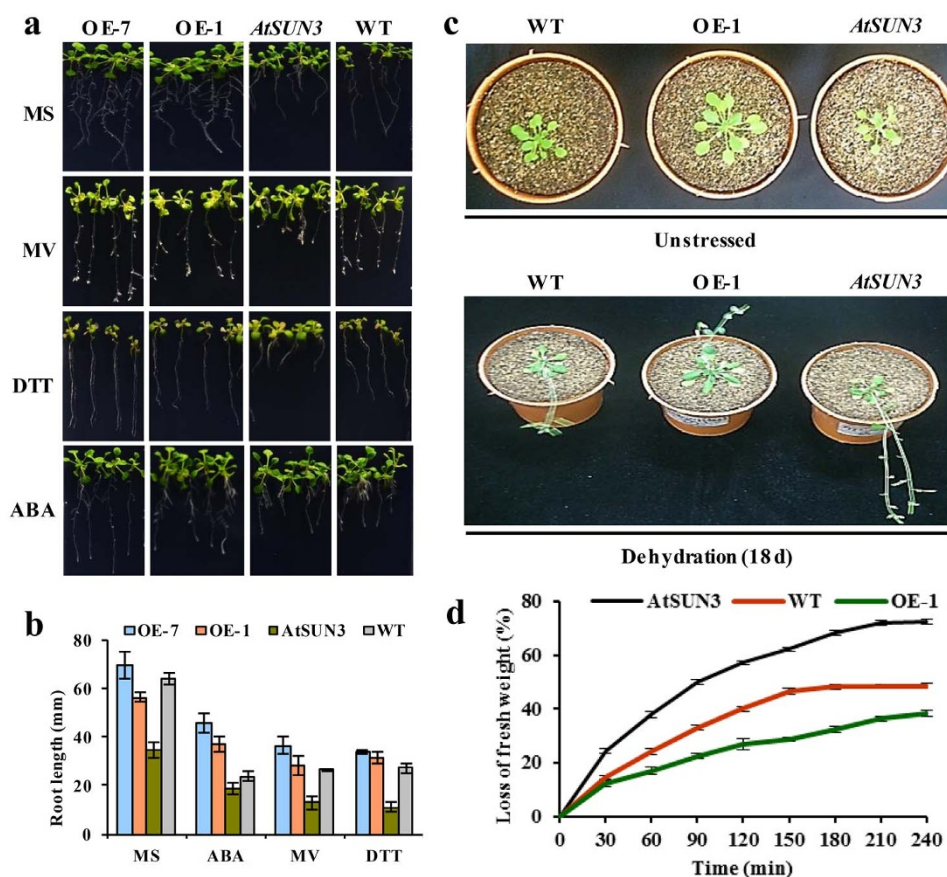 a
OE-7 OE-1 AtSUN3 WT
MS
MV
DTT
ABA
b
OE-7 OE-1 AtSUN3 WT
Root length (mm)
80
60
40
20
0
MS ABA MV DTT
c
WT OE-1 AtSUN3
Unstressed
WT OE-1 AtSUN3
Dehydration (18d)
d
AtSUN3 WT OE-1
Loss of fresh weight (%)
80
60
40
20
0
0 30 60 90 120 150 180 210 240
Time (min)